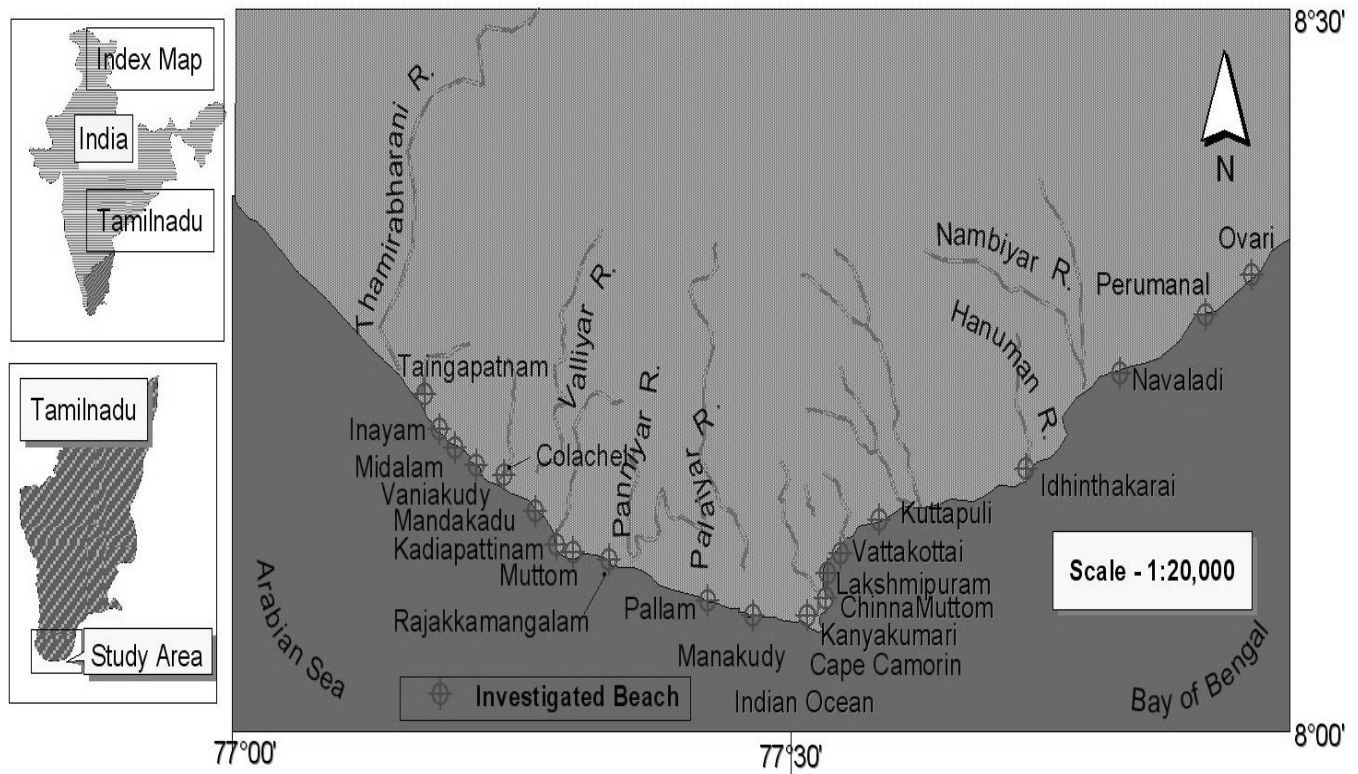 Index Map
India
Tamilnadu
Tamilnadu
Study Area
8°30'
N
Thamirabharani R.
Valliyar R.
Panniyar R.
Palaiyar R.
Nambiyar R.
Hanuman R.
Ovari
Perumanal
Navaladi
Taingapatnam
Inayam
Midalam
Colachel
Vaniakudy
Mandakadu
Kadiapattinam
Muttom
Rajakkamangalam
Pallam
Manakudy
Idhinthakarai
Kuttapuli
Vattakottai
Lakshmipuram
ChinnaMuttom
Kanyakumari
Cape Camorin
Scale - 1:20,000
Arabian Sea
Indian Ocean
Bay of Bengal
Investigated Beach
8°00'
77°00'
77°30'